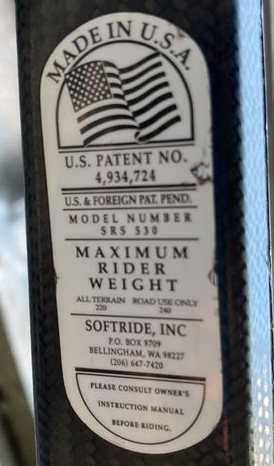 MADE IN U.S.A.
U.S. PATENT NO.
4,934,724
U.S. & FOREIGN PAT. PEND.
MODEL NUMBER
SRS 530
MAXIMUM
RIDER
WEIGHT
ALL TERRAIN ROAD USE ONLY
220 240
SOFTRIDE, INC
P.O. BOX 9709
BELLINGHAM, WA 98227
(206) 647-7420
PLEASE CONSULT OWNER'S
INSTRUCTION MANUAL
BEFORE RIDING.